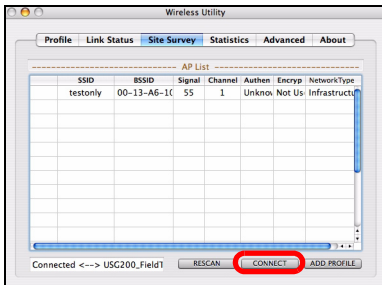 Wireless Utility
Profile Link Status Site Survey Statistics Advanced About
AP List
SSID BSSID Signal Channel Authen Encryp NetworkType
testonly 00-13-A6-10 55 1 Unknov Not Us Infrastructu
Connected <--> USG200_FieldT RESCAN CONNECT ADD PROFILE